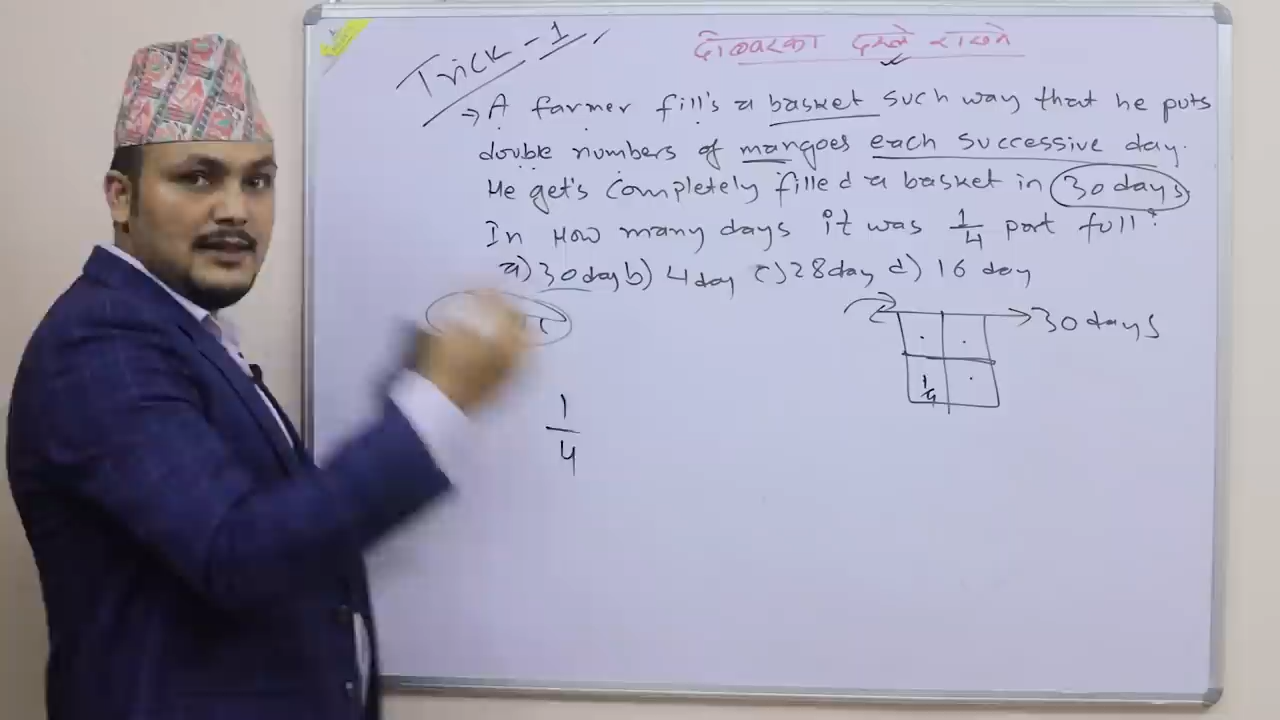 Trick - 1
→ A farmer fill's a basket such way that he puts
double numbers of mangoes each successive day.
He get's completely filled a basket in 30 days
In How many days it was 1/4 part full?
a) 30 day b) 4 day c) 28 day d) 16 day
30 days
1/4
1/4